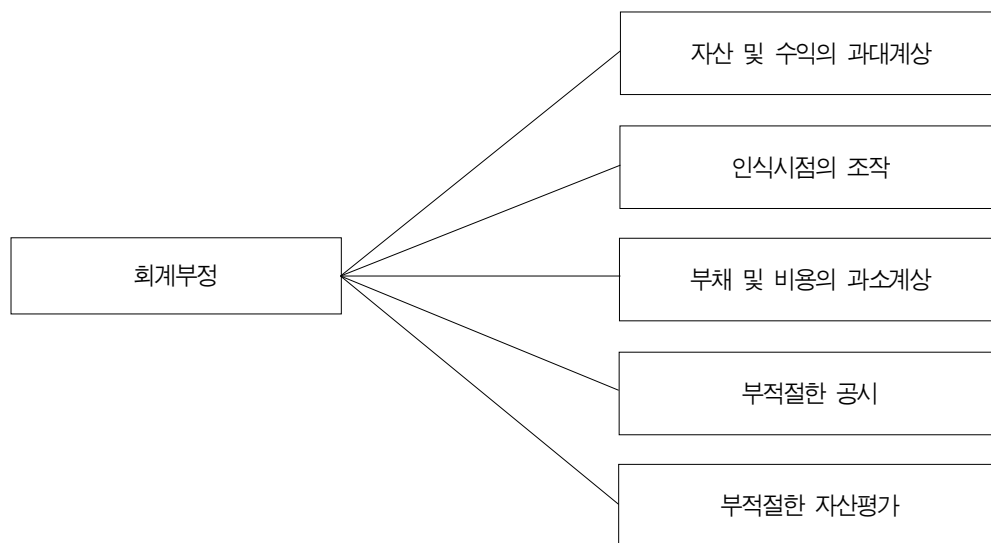 자산 및 수익의 과대계상
인식시점의 조작
회계부정
부채 및 비용의 과소계상
부적절한 공시
부적절한 자산평가